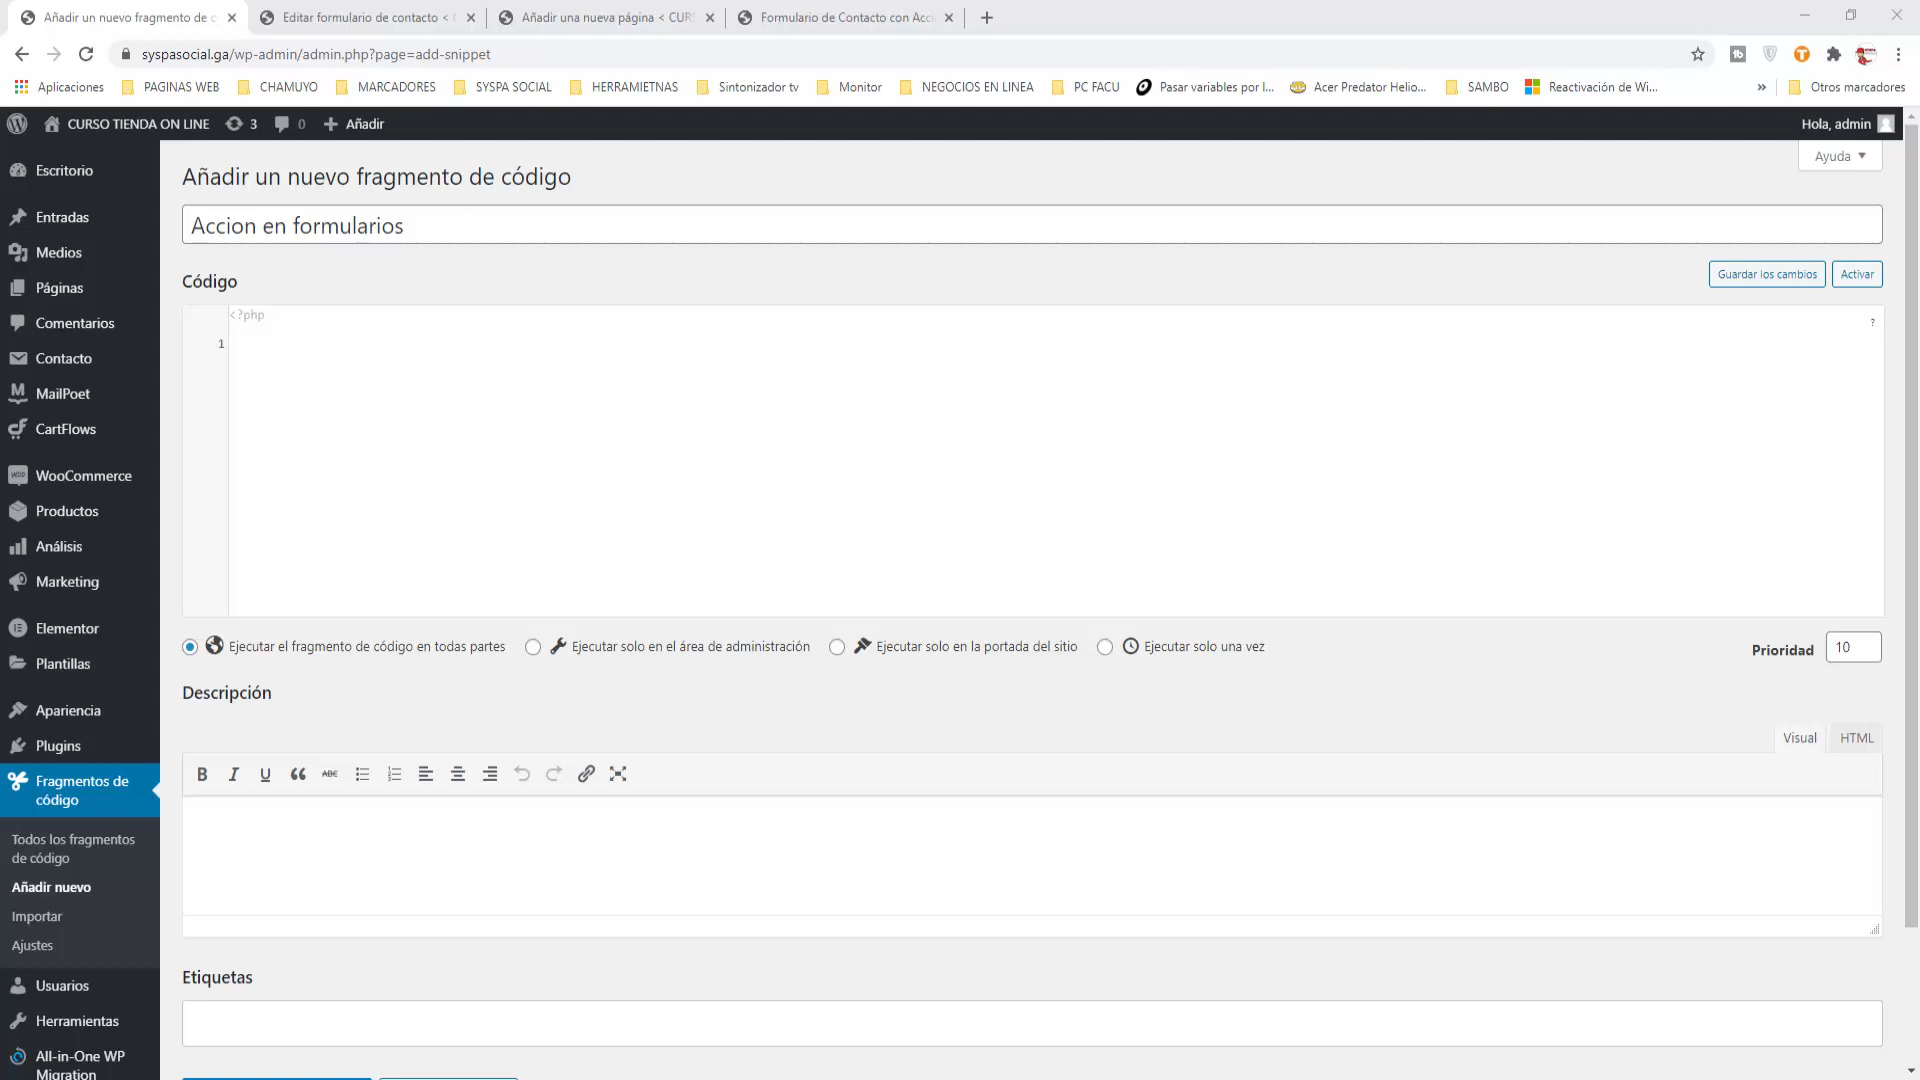 Añadir un nuevo fragmento de c
Editar formulario de contacto <
Añadir una nueva página < CUR
Formulario de Contacto con Acci
syspasocial.ga/wp-admin/admin.php?page=add-snippet
Aplicaciones
PAGINAS WEB
CHAMUYO
MARCADORES
SYSPA SOCIAL
HERRAMIETNAS
Sintonizador tv
Monitor
NEGOCIOS EN LINEA
PC FACU
Pasar variables por l...
Acer Predator Helio...
SAMBO
Reactivación de Wi...
»
Otros marcadores
CURSO TIENDA ON LINE
3
0
Añadir
Hola, admin
Escritorio
Entradas
Medios
Páginas
Comentarios
Contacto
MailPoet
CartFlows
WooCommerce
Productos
Análisis
Marketing
Elementor
Plantillas
Apariencia
Plugins
Fragmentos de
código
Todos los fragmentos
de código
Añadir nuevo
Importar
Ajustes
Usuarios
Herramientas
All-in-One WP
Migration
Ayuda
Añadir un nuevo fragmento de código
Accion en formularios
Código
Guardar los cambios
Activar
<?php
?
1
Ejecutar el fragmento de código en todas partes
Ejecutar solo en el área de administración
Ejecutar solo en la portada del sitio
Ejecutar solo una vez
Prioridad
10
Descripción
Visual
HTML
B I U ABC
Etiquetas